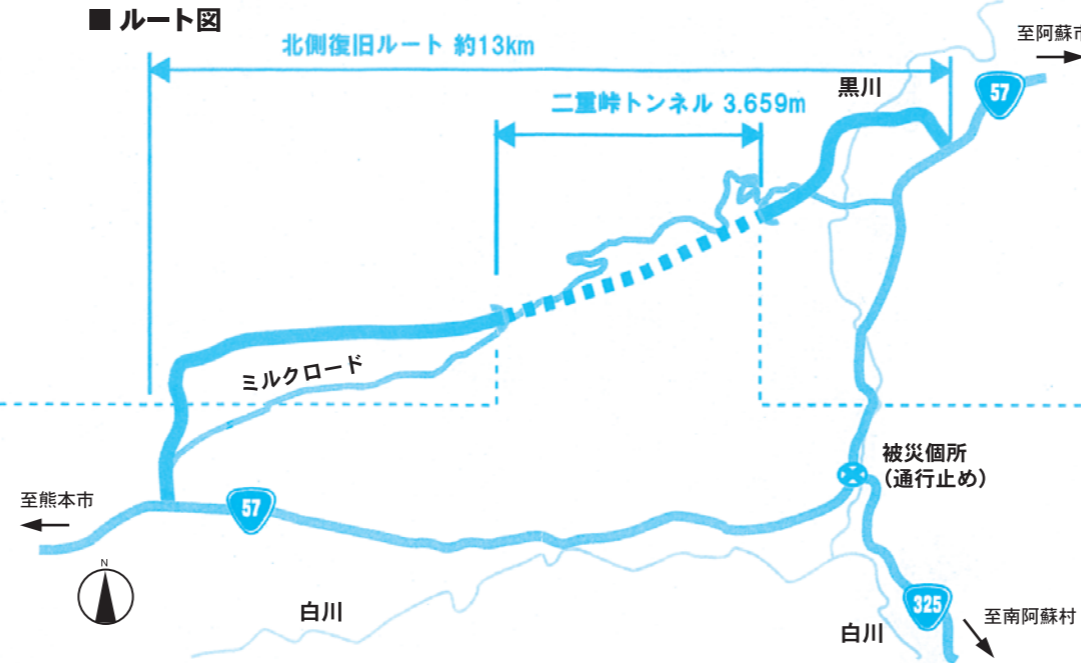 ■ ルート図
北側復旧ルート 約13km
至阿蘇市
57
黒川
二重峠トンネル 3.659m
ミルクロード
被災個所
(通行止め)
至熊本市
57
N
白川
白川
325
至南阿蘇村